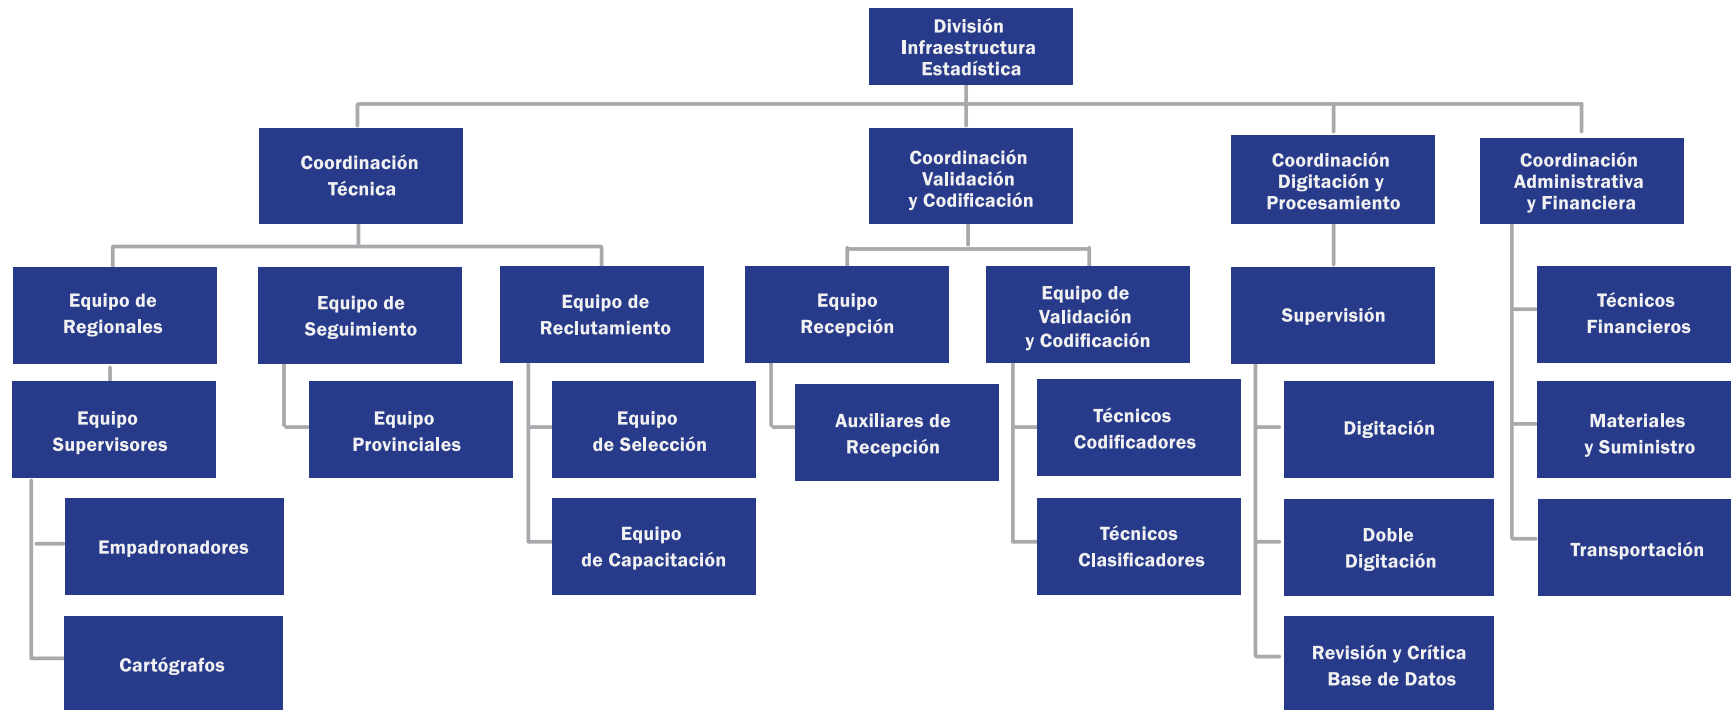 División
Infraestructura
Estadística
Coordinación
Técnica
Coordinación
Validación
y Codificación
Coordinación
Digitación y
Procesamiento
Coordinación
Administrativa
y Financiera
Equipo de
Regionales
Equipo de
Seguimiento
Equipo de
Reclutamiento
Equipo
Recepción
Equipo de
Validación
y Codificación
Supervisión
Técnicos
Financieros
Equipo
Supervisores
Equipo
Provinciales
Equipo
de Selección
Auxiliares de
Recepción
Técnicos
Codificadores
Digitación
Materiales
y Suministro
Empadronadores
Equipo
de Capacitación
Técnicos
Clasificadores
Doble
Digitación
Transportación
Cartógrafos
Revisión y Crítica
Base de Datos